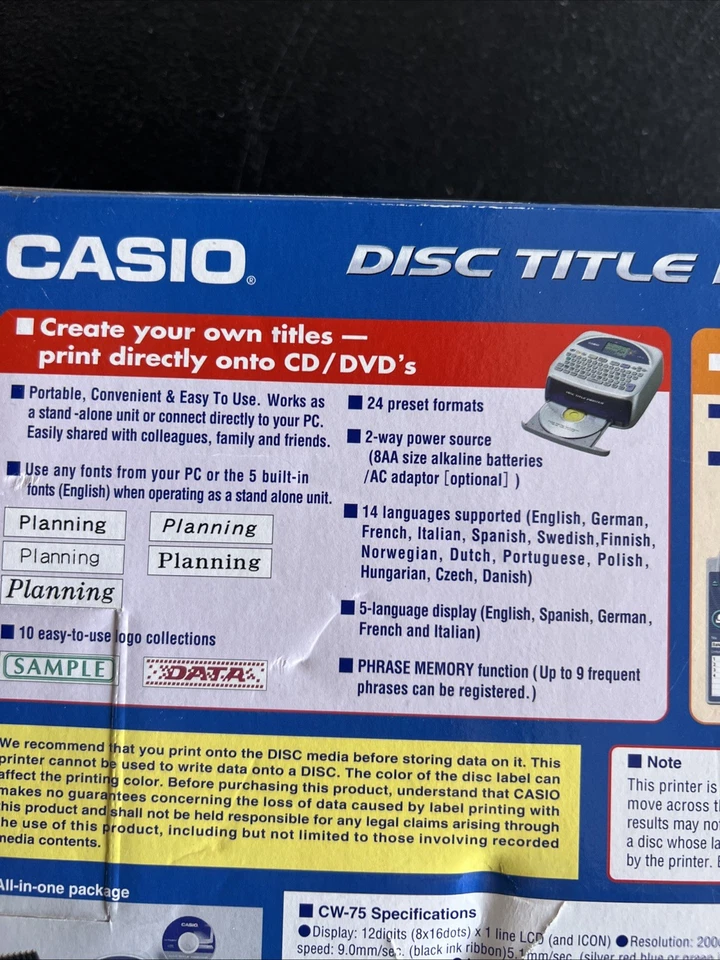 CASIO®
DISC TITLE
■ Create your own titles —
print directly onto CD/DVD's
■ Portable, Convenient & Easy To Use. Works as
a stand-alone unit or connect directly to your PC.
Easily shared with colleagues, family and friends.
■ Use any fonts from your PC or the 5 built-in
fonts (English) when operating as a stand alone unit.
Planning Planning
Planning Planning
Planning
■ 10 easy-to-use logo collections
SAMPLE DATA
■ 24 preset formats
■ 2-way power source
(8AA size alkaline batteries
/AC adaptor [optional] )
■ 14 languages supported (English, German,
French, Italian, Spanish, Swedish,Finnish,
Norwegian, Dutch, Portuguese, Polish,
Hungarian, Czech, Danish)
■ 5-language display (English, Spanish, German,
French and Italian)
■ PHRASE MEMORY function (Up to 9 frequent
phrases can be registered.)
We recommend that you print onto the DISC media before storing data on it. This
printer cannot be used to write data onto a DISC. The color of the disc label can
affect the printing color. Before purchasing this product, understand that CASIO
makes no guarantees concerning the loss of data caused by label printing with
this product and shall not be held responsible for any legal claims arising through
the use of this product, including but not limited to those involving recorded
media contents.
■ Note
This printer is
move across
results may not
a disc whose
by the printer.
All-in-one package
CASIO
■ CW-75 Specifications
●Display: 12digits (8x16dots) x 1 line LCD (and ICON) ●Resolution:
speed: 9.0mm/sec. (black ink ribbon)5.1mm/sec. (silver red blue or green